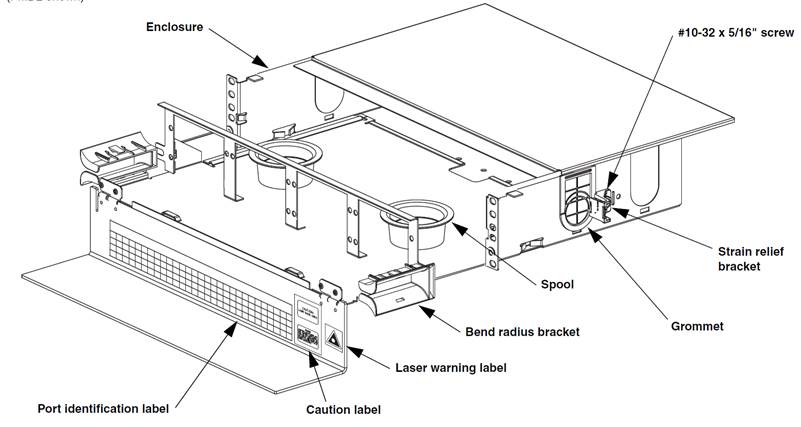 Enclosure
#10-32 x 5/16" screw
Strain relief
bracket
Spool
Grommet
Bend radius bracket
Laser warning label
Port identification label
Caution label